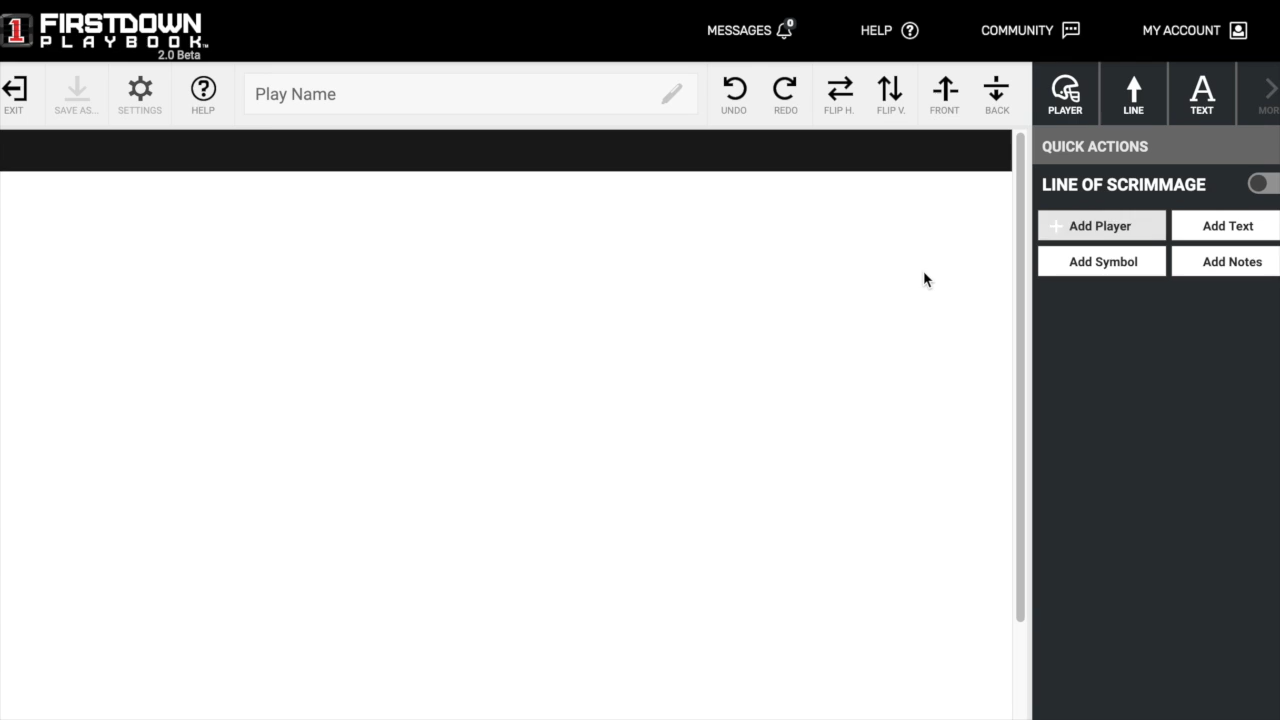 1 FIRSTDOWN
PLAYBOOK™
2.0 Beta
MESSAGES 0
HELP ?
COMMUNITY
MY ACCOUNT
EXIT
SAVE AS...
SETTINGS
HELP
Play Name
UNDO
REDO
FLIP H.
FLIP V.
FRONT
BACK
PLAYER
LINE
A
TEXT
MOR
QUICK ACTIONS
LINE OF SCRIMMAGE
Add Player
Add Text
Add Symbol
Add Notes